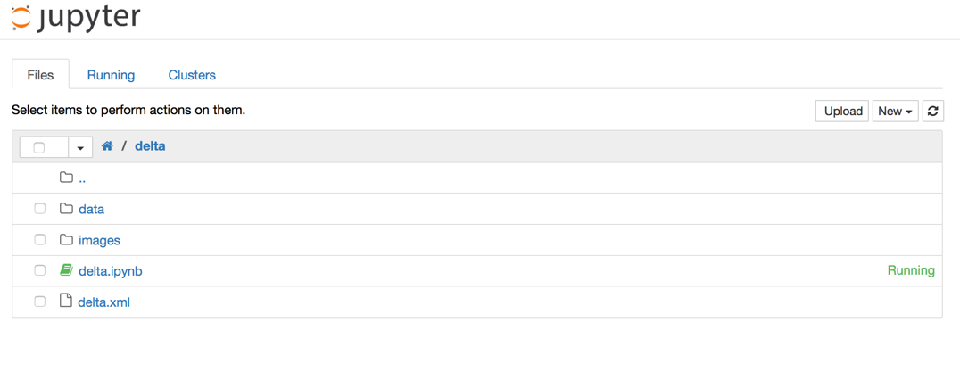 jupyter
Files Running Clusters
Select items to perform actions on them.
Upload New
/ delta
..
data
images
delta.ipynb Running
delta.xml